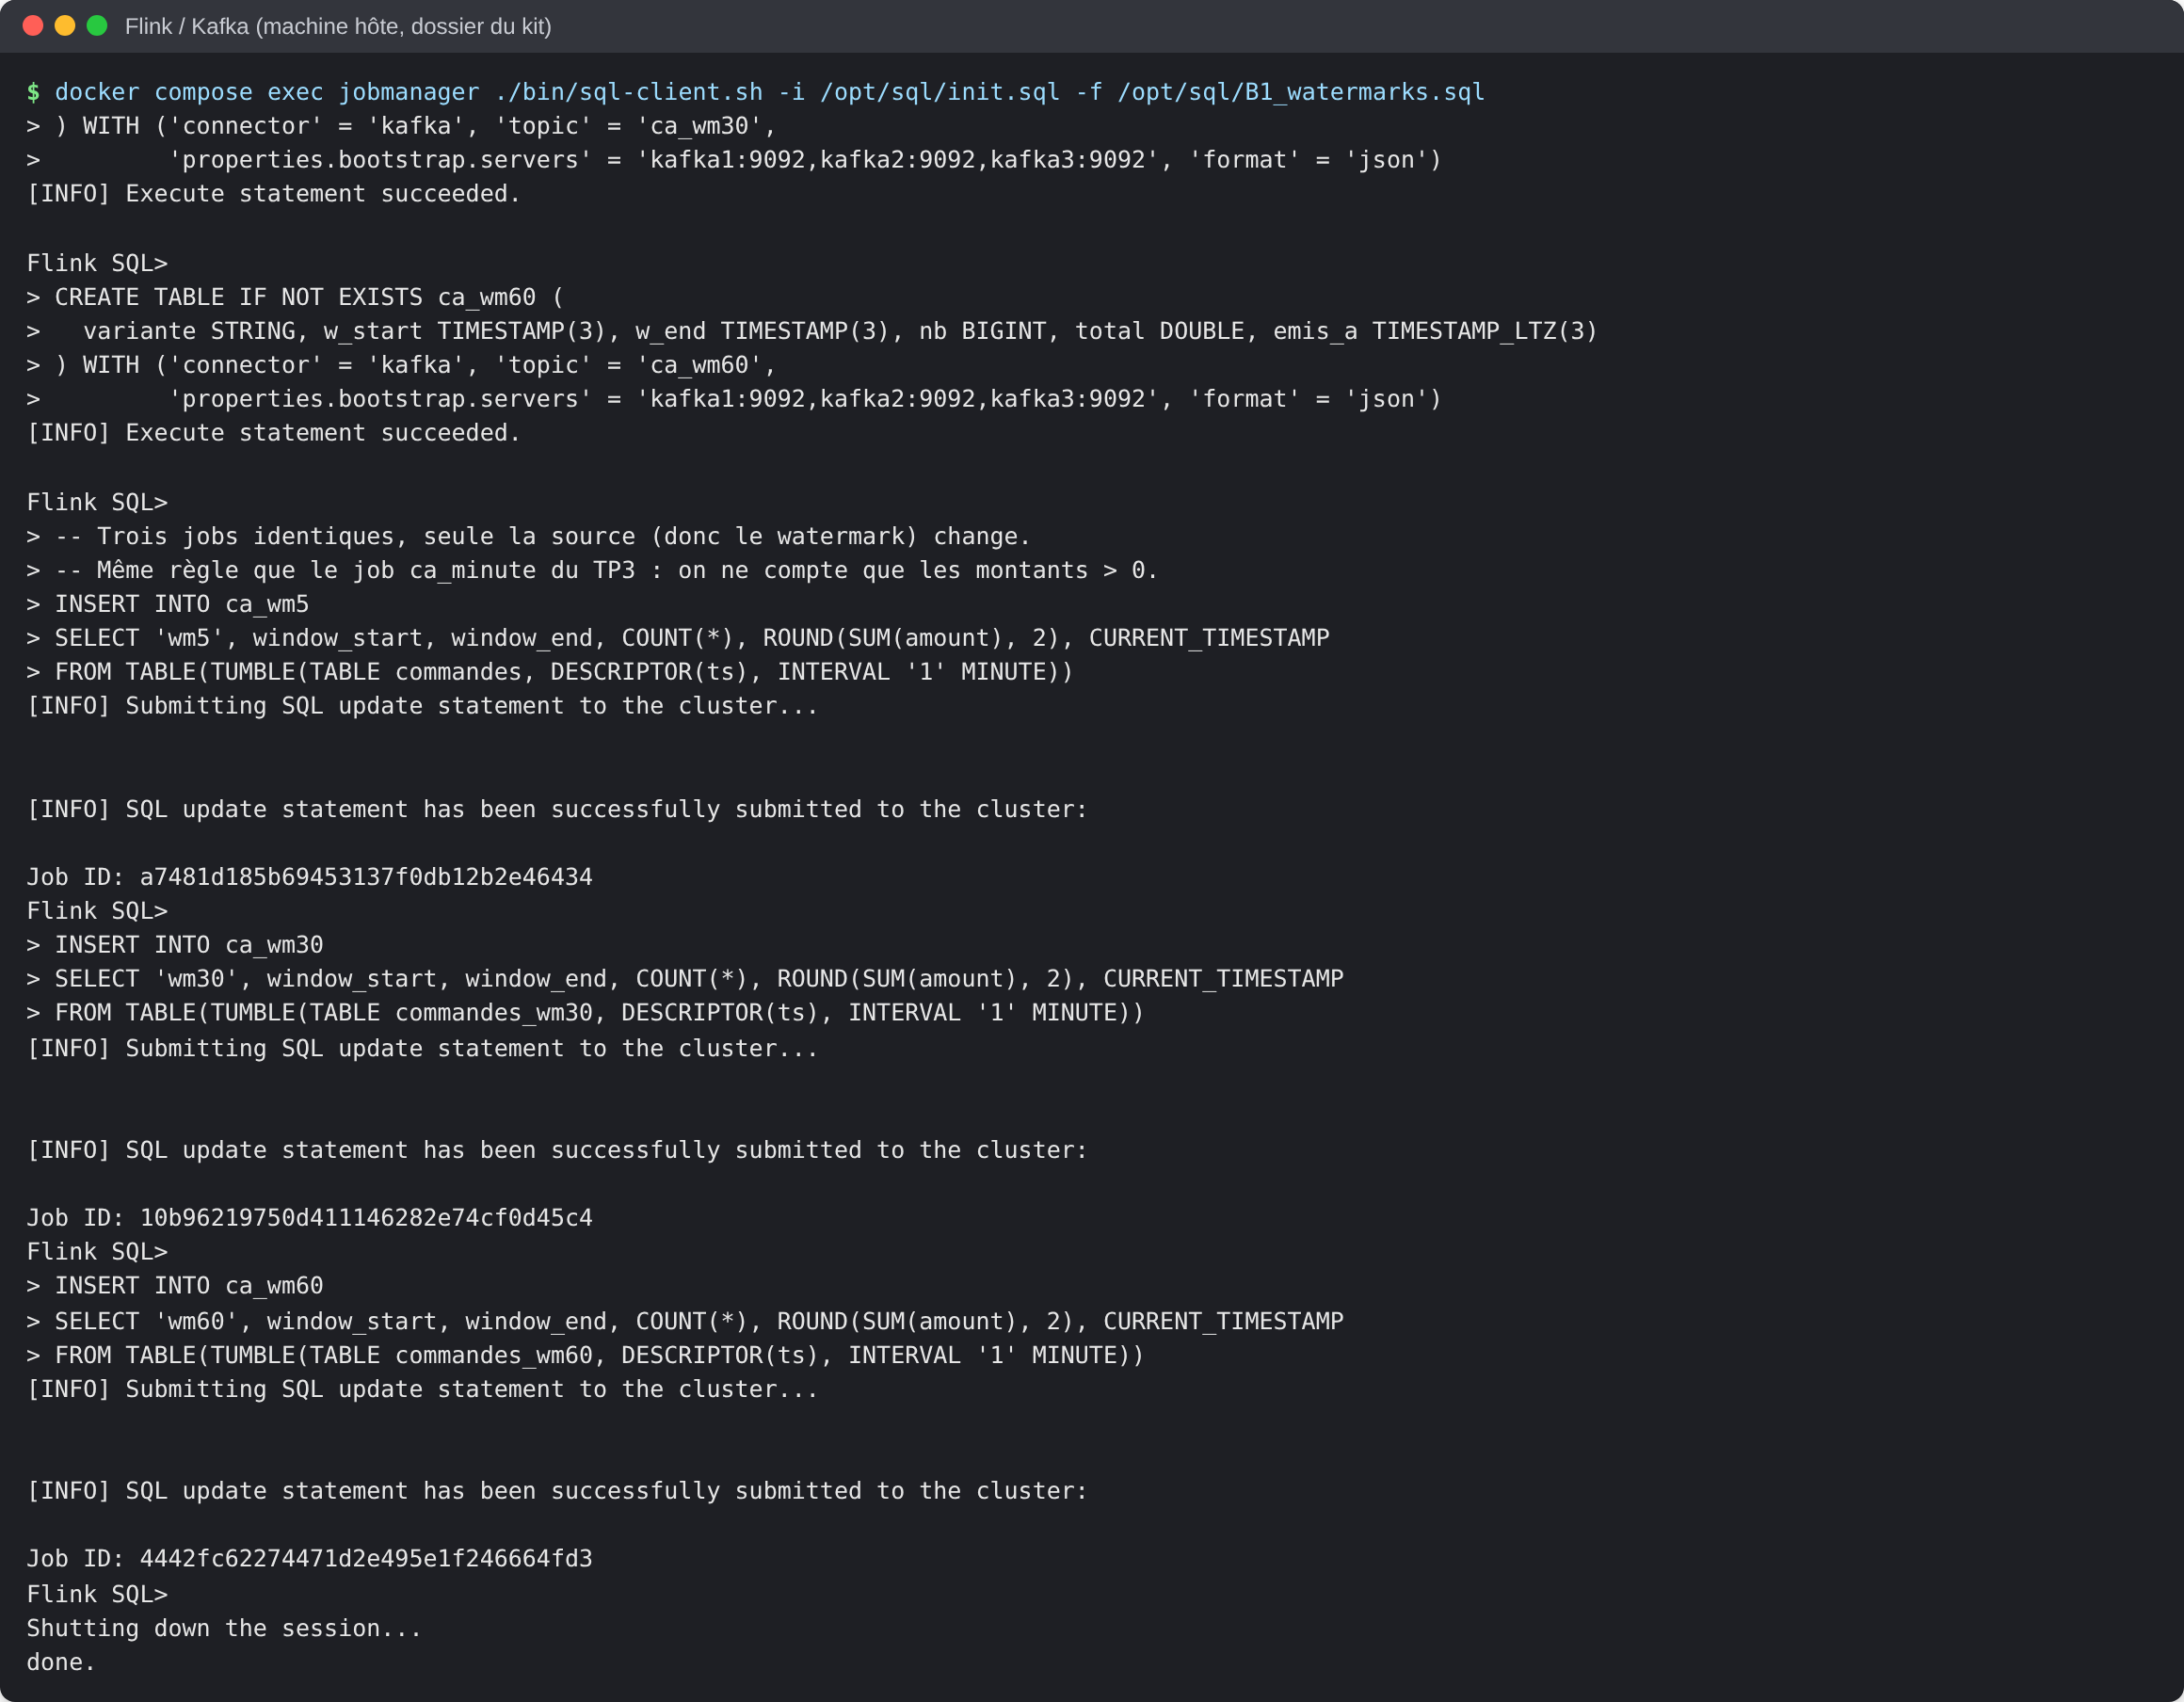 Flink / Kafka (machine hôte, dossier du kit)
$ docker compose exec jobmanager ./bin/sql-client.sh -i /opt/sql/init.sql -f /opt/sql/B1_watermarks.sql
> ) WITH ('connector' = 'kafka', 'topic' = 'ca_wm30',
>         'properties.bootstrap.servers' = 'kafka1:9092,kafka2:9092,kafka3:9092', 'format' = 'json')
[INFO] Execute statement succeeded.

Flink SQL>
> CREATE TABLE IF NOT EXISTS ca_wm60 (
>   variante STRING, w_start TIMESTAMP(3), w_end TIMESTAMP(3), nb BIGINT, total DOUBLE, emis_a TIMESTAMP_LTZ(3)
> ) WITH ('connector' = 'kafka', 'topic' = 'ca_wm60',
>         'properties.bootstrap.servers' = 'kafka1:9092,kafka2:9092,kafka3:9092', 'format' = 'json')
[INFO] Execute statement succeeded.

Flink SQL>
> -- Trois jobs identiques, seule la source (donc le watermark) change.
> -- Même règle que le job ca_minute du TP3 : on ne compte que les montants > 0.
> INSERT INTO ca_wm5
> SELECT 'wm5', window_start, window_end, COUNT(*), ROUND(SUM(amount), 2), CURRENT_TIMESTAMP
> FROM TABLE(TUMBLE(TABLE commandes, DESCRIPTOR(ts), INTERVAL '1' MINUTE))
[INFO] Submitting SQL update statement to the cluster...

[INFO] SQL update statement has been successfully submitted to the cluster:

Job ID: a7481d185b69453137f0db12b2e46434
Flink SQL>
> INSERT INTO ca_wm30
> SELECT 'wm30', window_start, window_end, COUNT(*), ROUND(SUM(amount), 2), CURRENT_TIMESTAMP
> FROM TABLE(TUMBLE(TABLE commandes_wm30, DESCRIPTOR(ts), INTERVAL '1' MINUTE))
[INFO] Submitting SQL update statement to the cluster...

[INFO] SQL update statement has been successfully submitted to the cluster:

Job ID: 10b96219750d411146282e74cf0d45c4
Flink SQL>
> INSERT INTO ca_wm60
> SELECT 'wm60', window_start, window_end, COUNT(*), ROUND(SUM(amount), 2), CURRENT_TIMESTAMP
> FROM TABLE(TUMBLE(TABLE commandes_wm60, DESCRIPTOR(ts), INTERVAL '1' MINUTE))
[INFO] Submitting SQL update statement to the cluster...

[INFO] SQL update statement has been successfully submitted to the cluster:

Job ID: 4442fc62274471d2e495e1f246664fd3
Flink SQL>
Shutting down the session...
done.